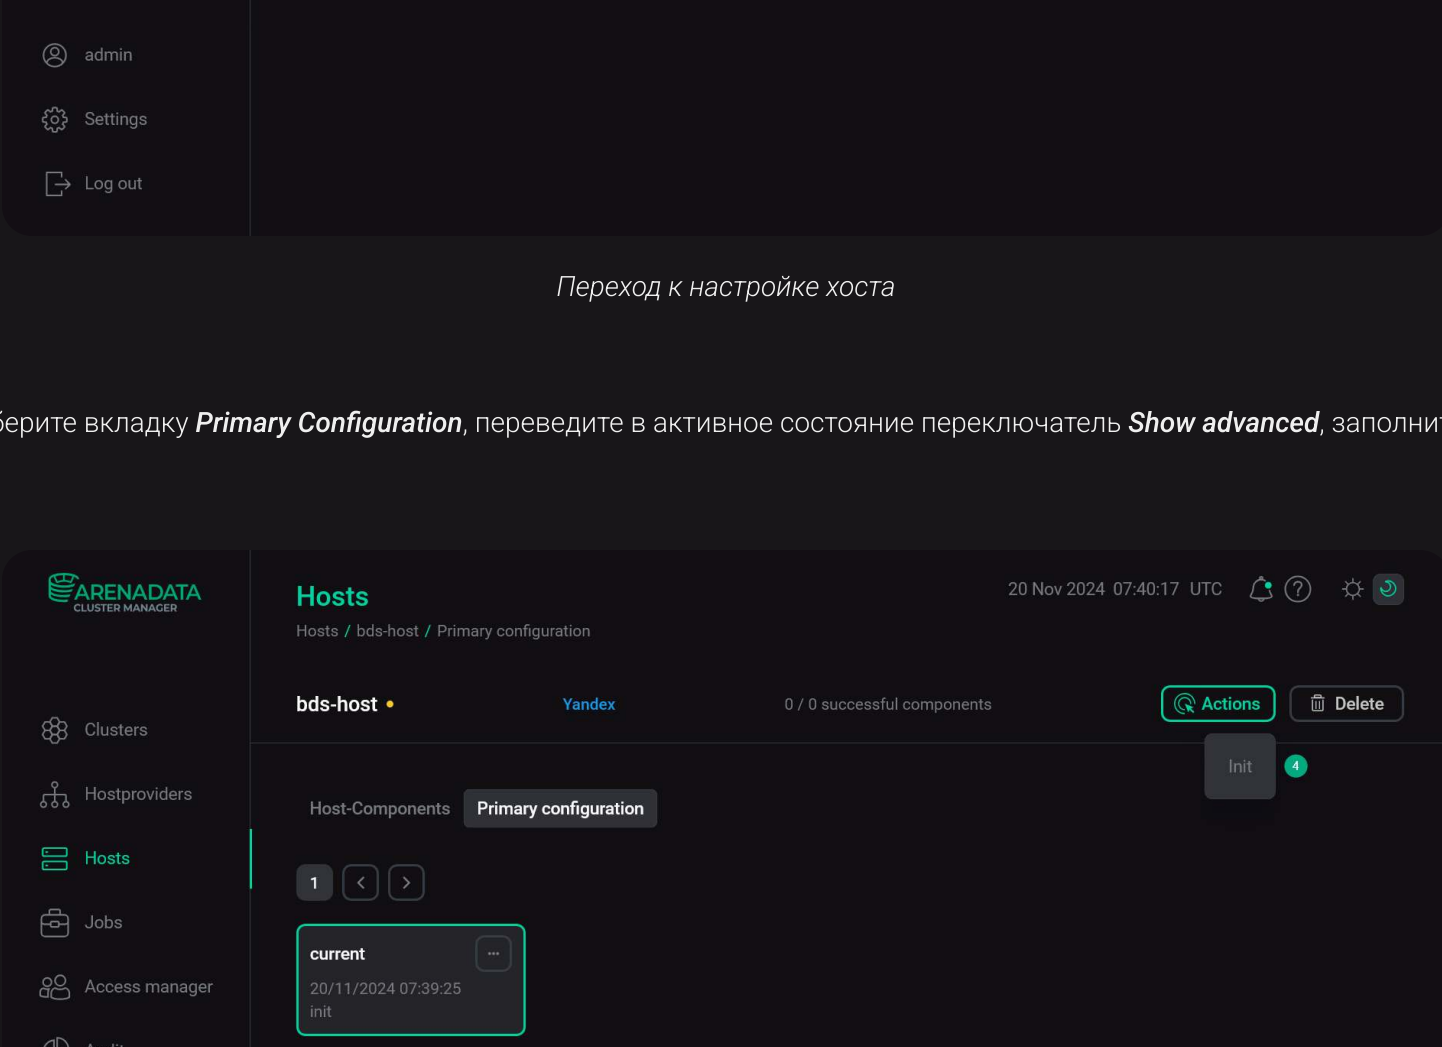 admin
Settings
Log out
Переход к настройке хоста
берите вкладку Primary Configuration, переведите в активное состояние переключатель Show advanced, заполни
ARENADATA
CLUSTER MANAGER
Hosts
20 Nov 2024 07:40:17 UTC
Hosts / bds-host / Primary configuration
bds-host
Yandex
0 / 0 successful components
Actions
Delete
Init
4
Clusters
Hostproviders
Hosts
Jobs
Access manager
Host-Components
Primary configuration
1
current
...
20/11/2024 07:39:25
init